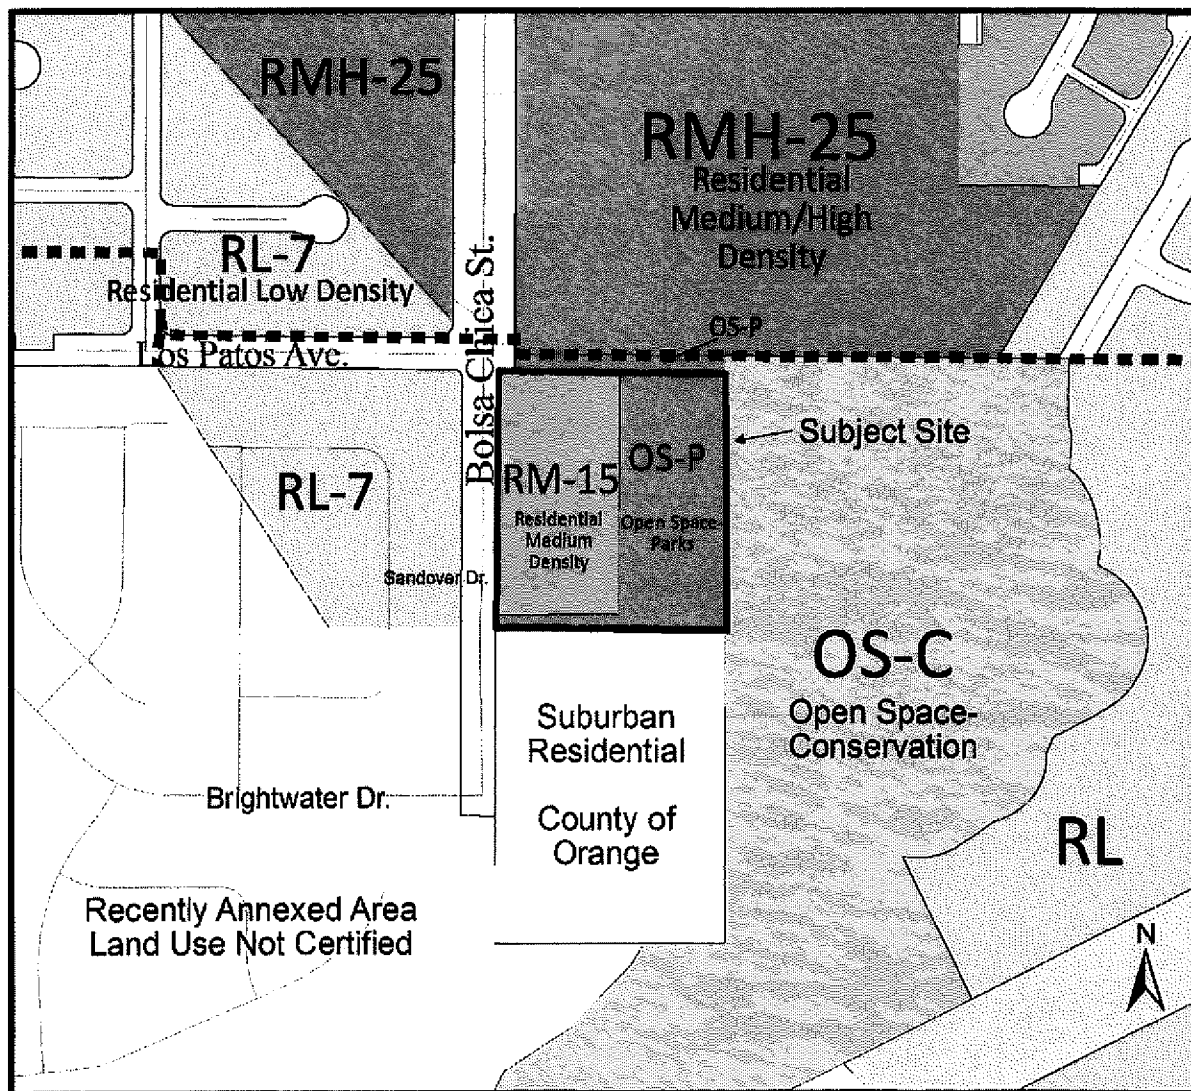 RMH-25
RMH-25
Residential
Medium/High
Density
RL-7
Residential Low Density
OS-P
Los Patos Ave.
Bolsa Chica St.
Subject Site
RM-15
Residential
Medium
Density
OS-P
Open Space-
Parks
RL-7
Sandover Dr.
OS-C
Open Space-
Conservation
Suburban
Residential
County of
Orange
Brightwater Dr.
RL
Recently Annexed Area
Land Use Not Certified
N